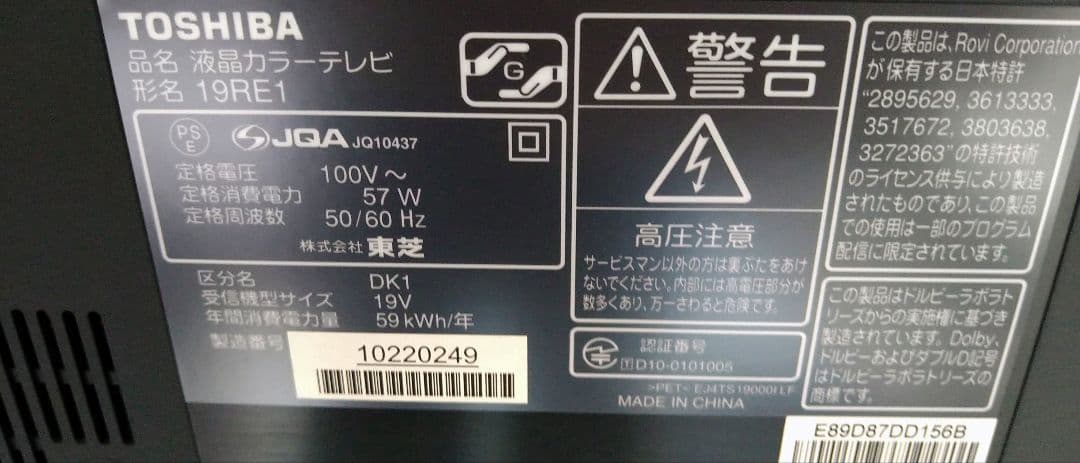 TOSHIBA
品名 液晶カラーテレビ
形名 19RE1
G
PS
E
JQA JQ10437
定格電圧 100V～
定格消費電力 57 W
定格周波数 50/60 Hz
株式会社 東芝
区分名 DK1
受信機型サイズ 19V
年間消費電力量 59 kWh/年
製造番号
10220249
警告
高圧注意
サービスマン以外の方は裏ぶたをあけ
ないでください。内部には高電圧部分が
数多くあり、万一さわると危険です。
認証番号
D10-0101005
>PET<
MADE IN CHINA
この製品は、Rovi Corporation
が保有する日本特許
“2895629, 3613333,
3517672, 3803638,
3272363”の特許技術
のライセンス供与により製造
されたものであり、この製品
での使用は一部のプログラム
配信に限定されています。
この製品はドルビーラボラト
リーズからの実施権に基づき
製造されています。Dolby、
ドルビーおよびダブルD記号
はドルビーラボラトリーズの
商標です。
E89D87DD156B